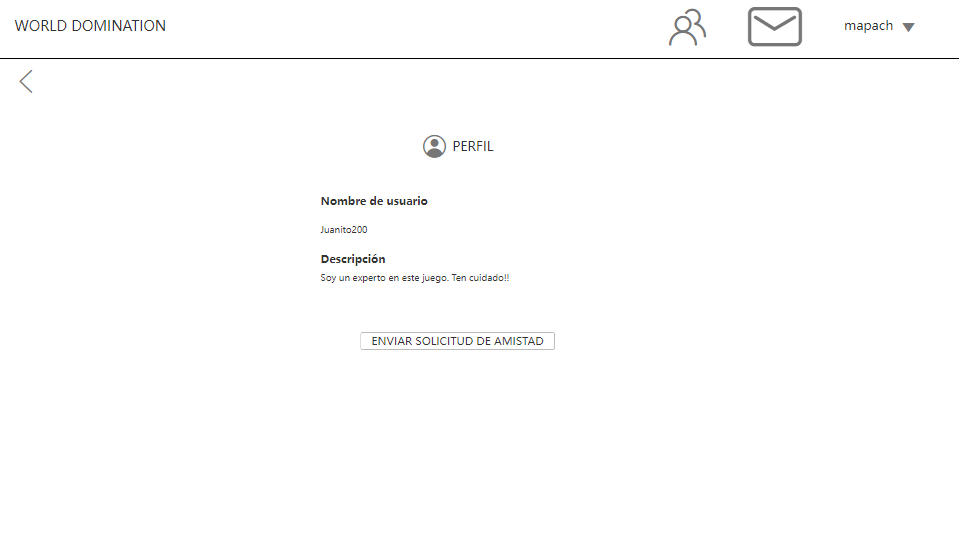 WORLD DOMINATION
mapach
PERFIL
Nombre de usuario
Juanito200
Descripción
Soy un experto en este juego. Ten cuidado!!
ENVIAR SOLICITUD DE AMISTAD